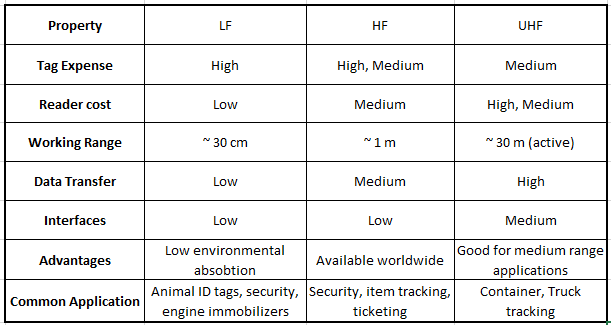 Property LF HF UHF
Tag Expense High High, Medium Medium
Reader cost Low Medium High, Medium
Working Range ~ 30 cm ~ 1 m ~ 30 m (active)
Data Transfer Low Medium High
Interfaces Low Low Medium
Advantages Low environmental absobtion Available worldwide Good for medium range applications
Common Application Animal ID tags, security, engine immobilizers Security, item tracking, ticketing Container, Truck tracking